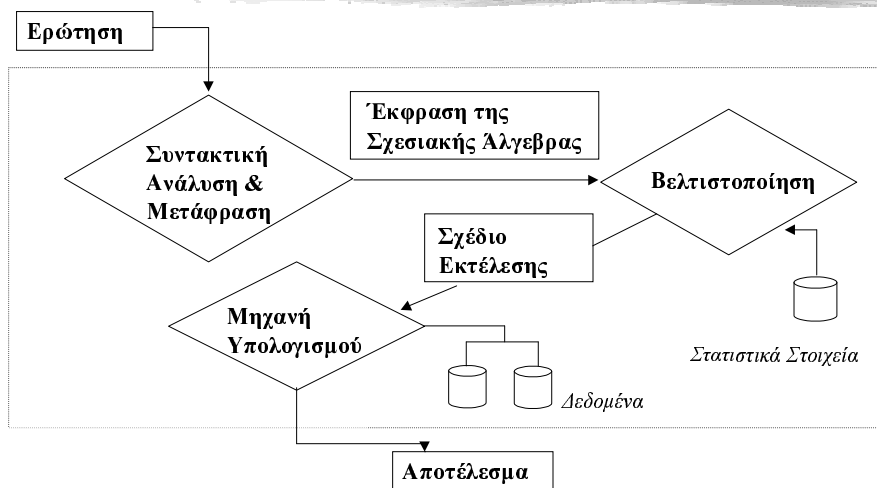 Ερώτηση
Συντακτική
Ανάλυση &
Μετάφραση
Έκφραση της
Σχεσιακής Άλγεβρας
Βελτιστοποίηση
Σχέδιο
Εκτέλεσης
Μηχανή
Υπολογισμού
Στατιστικά Στοιχεία
Δεδομένα
Αποτέλεσμα